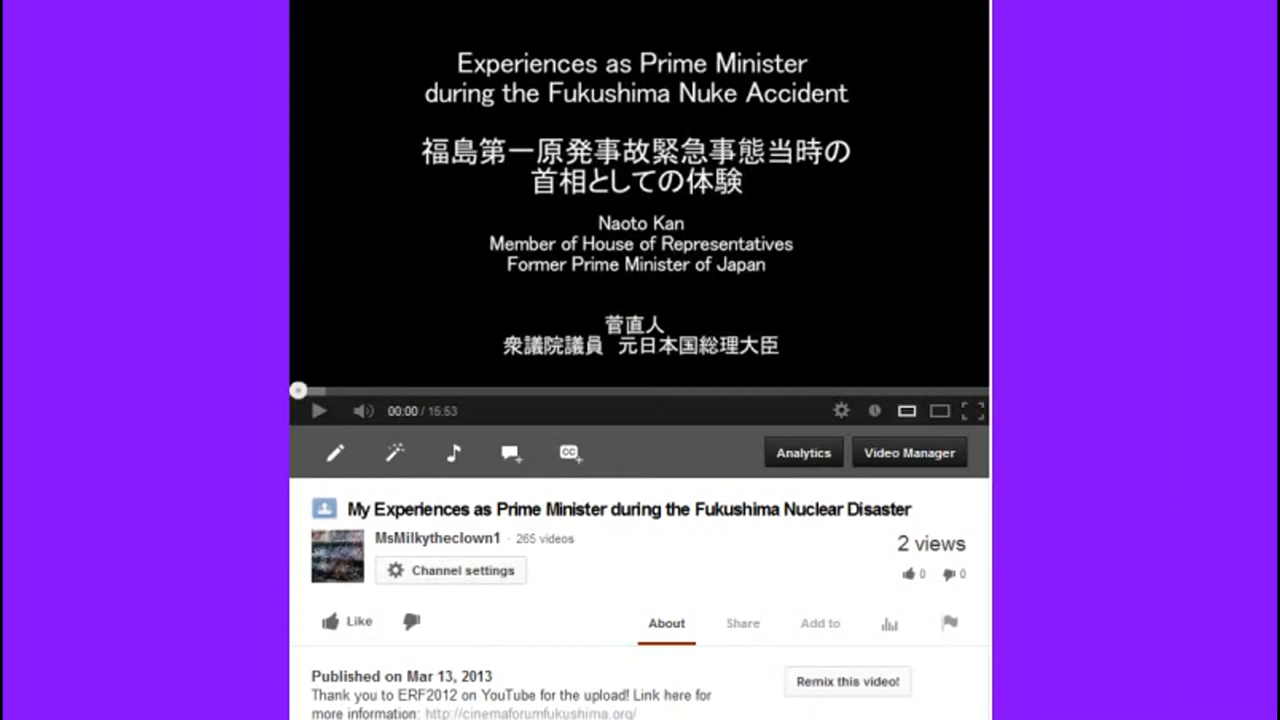 Experiences as Prime Minister
during the Fukushima Nuke Accident
福島第一原発事故緊急事態当時の
首相としての体験
Naoto Kan
Member of House of Representatives
Former Prime Minister of Japan
菅直人
衆議院議員 元日本国総理大臣
00:00 / 15:53
CC
Analytics
Video Manager
My Experiences as Prime Minister during the Fukushima Nuclear Disaster
MsMilkytheclown1 · 265 videos
2 views
Channel settings
0 0
Like
About
Share
Add to
Published on Mar 13, 2013
Remix this video!
Thank you to ERF2012 on YouTube for the upload! Link here for
more information: http://cinemaforumfukushima.org/